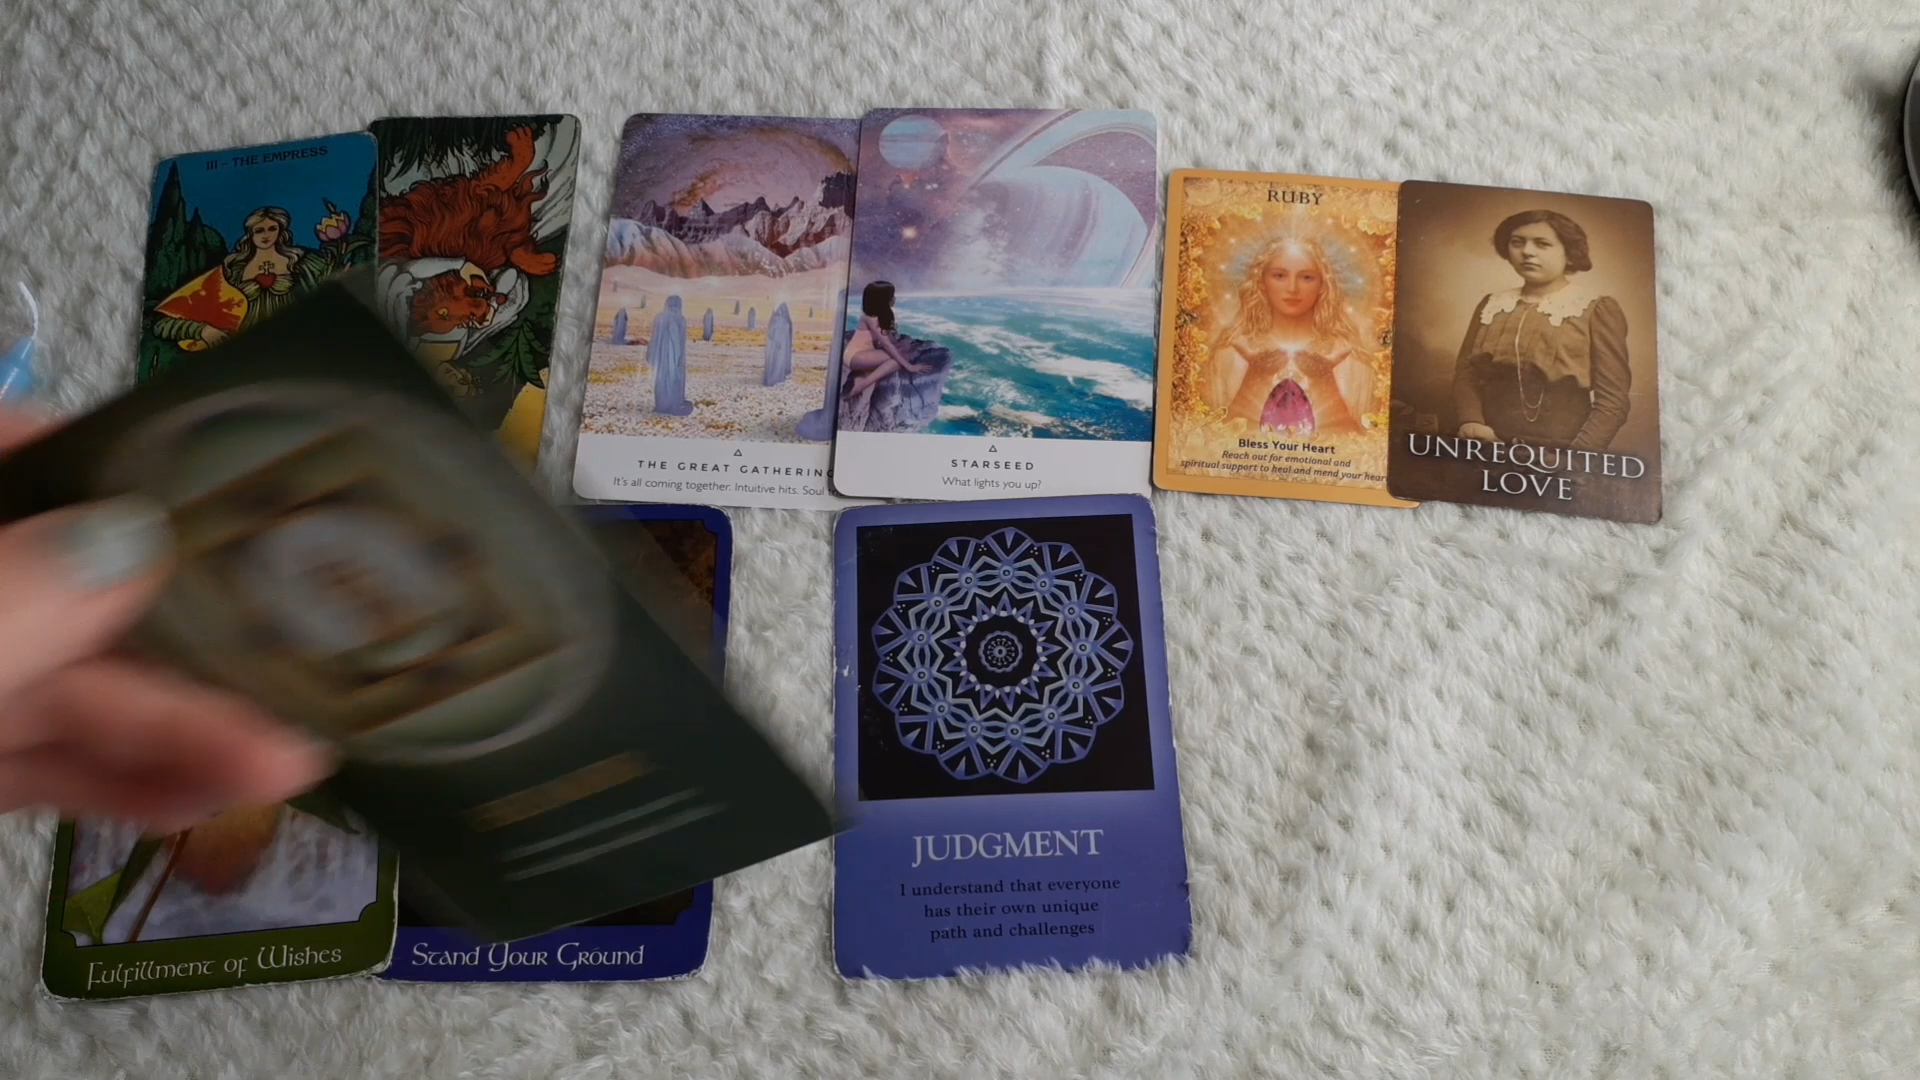 III – THE EMPRESS
THE GREAT GATHERING
It's all coming together. Intuitive hits. Soul
STARSEED
What lights you up?
RUBY
Bless Your Heart
Reach out for emotional and
spiritual support to heal and mend your heart
UNREQUITED
LOVE
JUDGMENT
I understand that everyone
has their own unique
path and challenges
Fulfillment of Wishes
Stand Your Ground